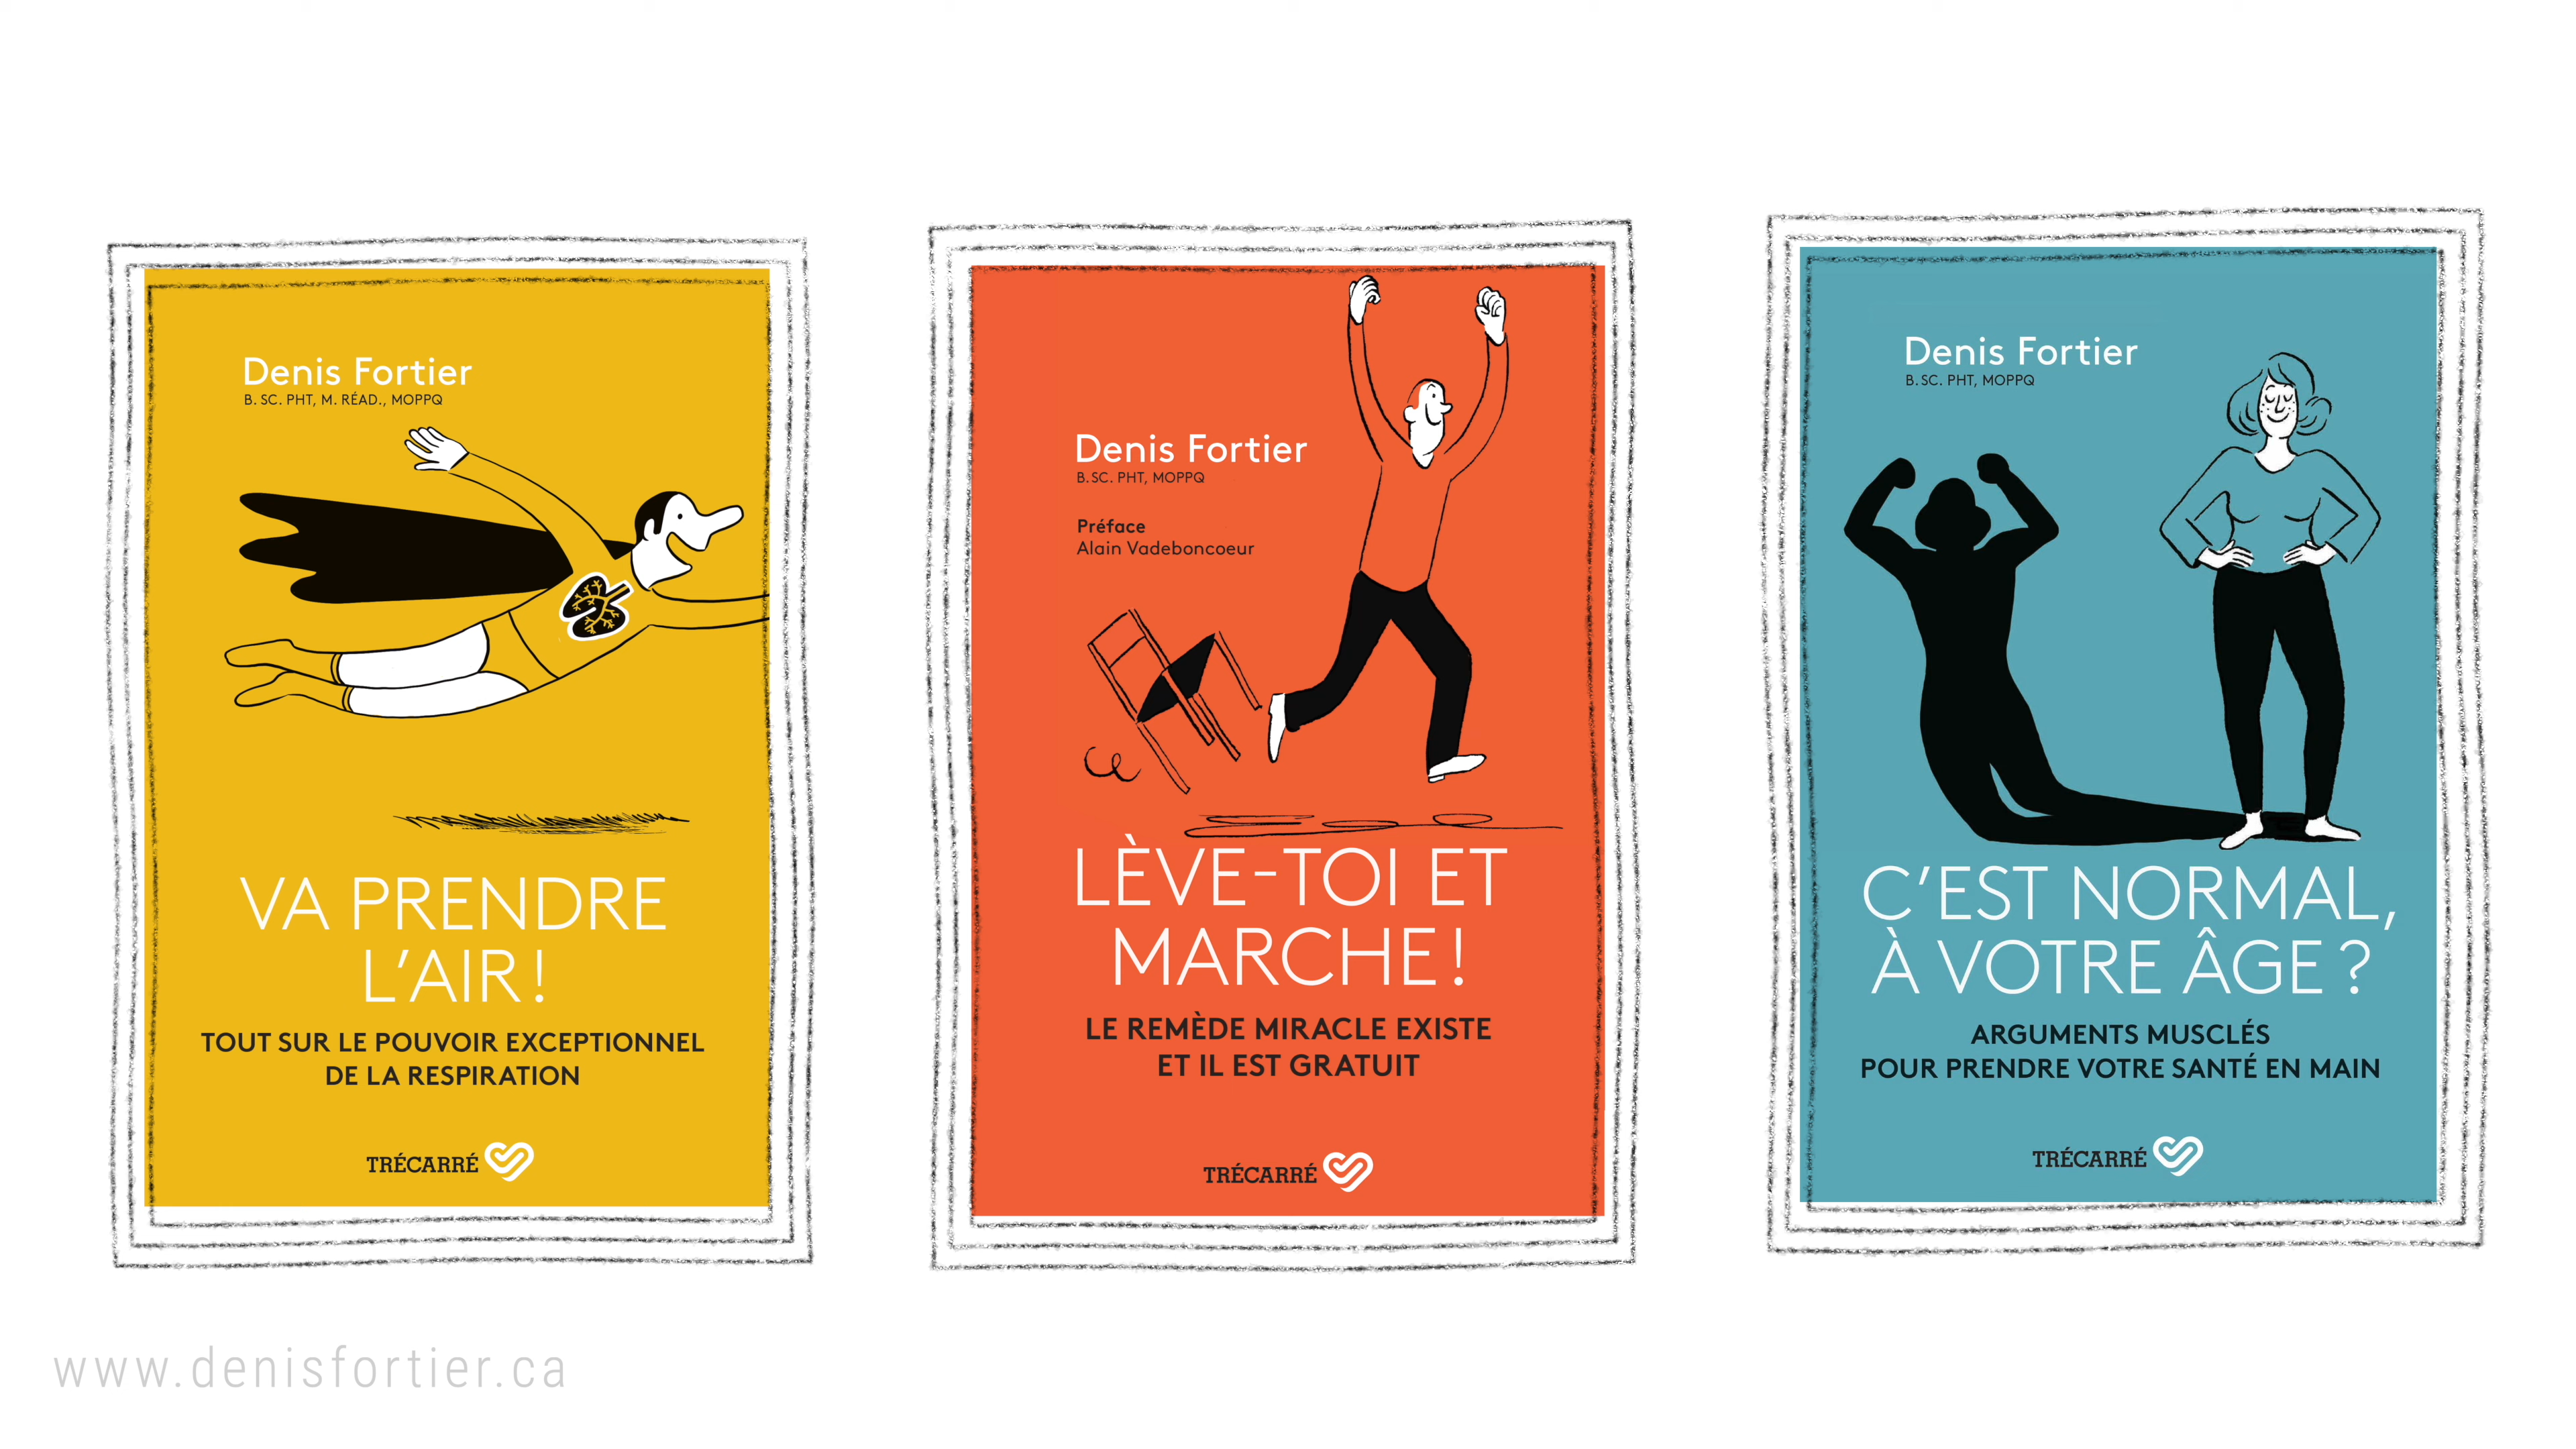 Denis Fortier
B. SC. PHT, M. RÉAD., MOPPQ
VA PRENDRE
L'AIR !
TOUT SUR LE POUVOIR EXCEPTIONNEL
DE LA RESPIRATION
TRÉCARRÉ
Denis Fortier
B. SC. PHT, MOPPQ
Préface
Alain Vadeboncoeur
LÈVE-TOI ET
MARCHE !
LE REMÈDE MIRACLE EXISTE
ET IL EST GRATUIT
TRÉCARRÉ
Denis Fortier
B. SC. PHT, MOPPQ
C'EST NORMAL,
À VOTRE ÂGE ?
ARGUMENTS MUSCLÉS
POUR PRENDRE VOTRE SANTÉ EN MAIN
TRÉCARRÉ
www.denisfortier.ca